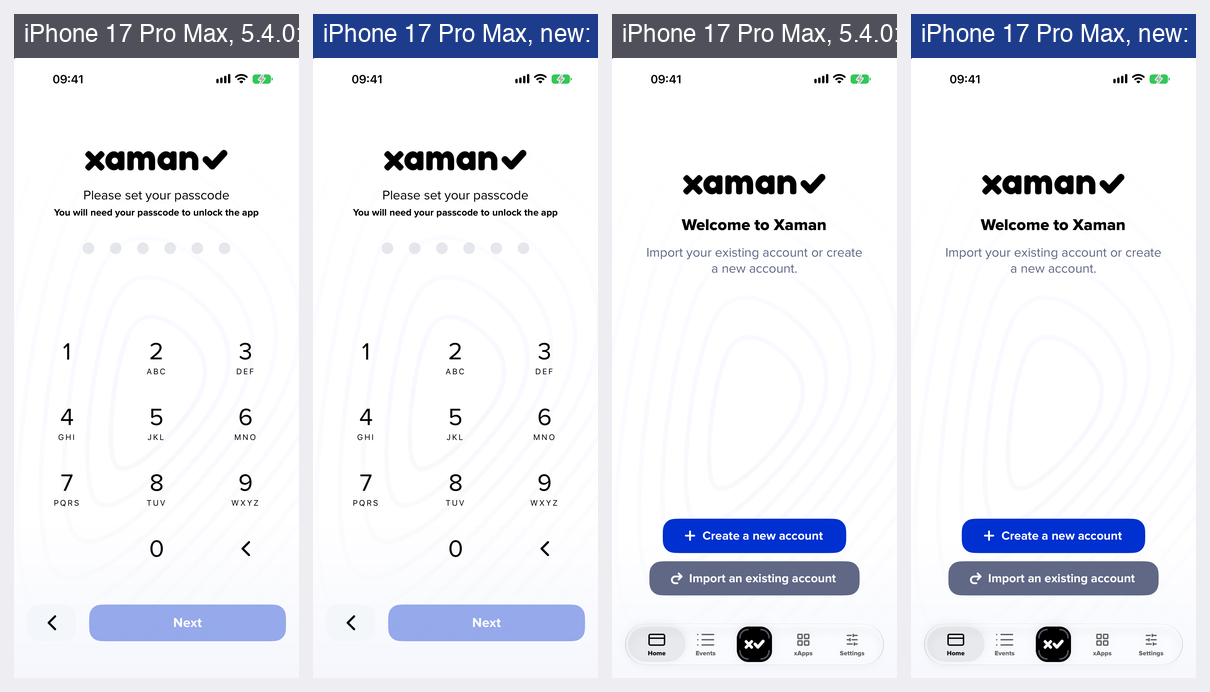 iPhone 17 Pro Max, 5.4.0:
09:41
xaman
Please set your passcode
You will need your passcode to unlock the app
1 2 3
ABC DEF
4 5 6
GHI JKL MNO
7 8 9
PQRS TUV WXYZ
0
Next
iPhone 17 Pro Max, new:
09:41
xaman
Please set your passcode
You will need your passcode to unlock the app
1 2 3
ABC DEF
4 5 6
GHI JKL MNO
7 8 9
PQRS TUV WXYZ
0
Next
iPhone 17 Pro Max, 5.4.0:
09:41
xaman
Welcome to Xaman
Import your existing account or create
a new account.
Create a new account
Import an existing account
Home Events xApps Settings
iPhone 17 Pro Max, new:
09:41
xaman
Welcome to Xaman
Import your existing account or create
a new account.
Create a new account
Import an existing account
Home Events xApps Settings